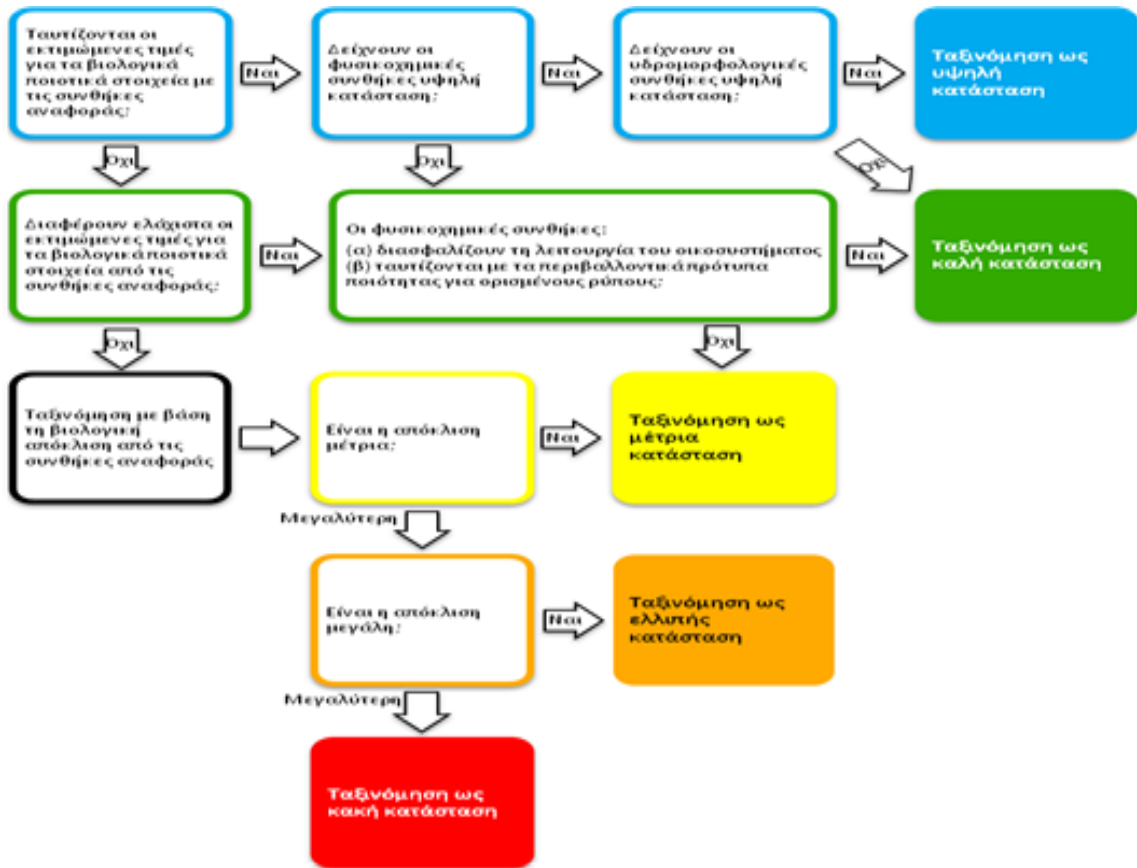 Ταυτίζονται οι
εκτιμώμενες τιμές
για τα βιολογικά
ποιοτικά στοιχεία με
τις συνθήκες
αναφοράς;
Ναι
Δείχνουν οι
φυσικοχημικές
συνθήκες υψηλή
κατάσταση;
Ναι
Δείχνουν οι
υδρομορφολογικές
συνθήκες υψηλή
κατάσταση;
Ναι
Ταξινόμηση ως
υψηλή
κατάσταση
Όχι
Όχι
Όχι
Διαφέρουν ελάχιστα οι
εκτιμώμενες τιμές για
τα βιολογικά ποιοτικά
στοιχεία από τις
συνθήκες αναφοράς;
Ναι
Οι φυσικοχημικές συνθήκες:
(α) διασφαλίζουν τη λειτουργία του οικοσυστήματος
(β) ταυτίζονται με τα περιβαλλοντικά πρότυπα
ποιότητας για ορισμένους ρύπους;
Ναι
Ταξινόμηση ως
καλή κατάσταση
Όχι
Όχι
Ταξινόμηση με βάση
τη βιολογική
απόκλιση από τις
συνθήκες αναφοράς
Είναι η απόκλιση
μέτρια;
Ναι
Ταξινόμηση ως
μέτρια
κατάσταση
Μεγαλύτερη
Είναι η απόκλιση
μεγάλη;
Ναι
Ταξινόμηση ως
ελλιπής
κατάσταση
Μεγαλύτερη
Ταξινόμηση ως
κακή κατάσταση